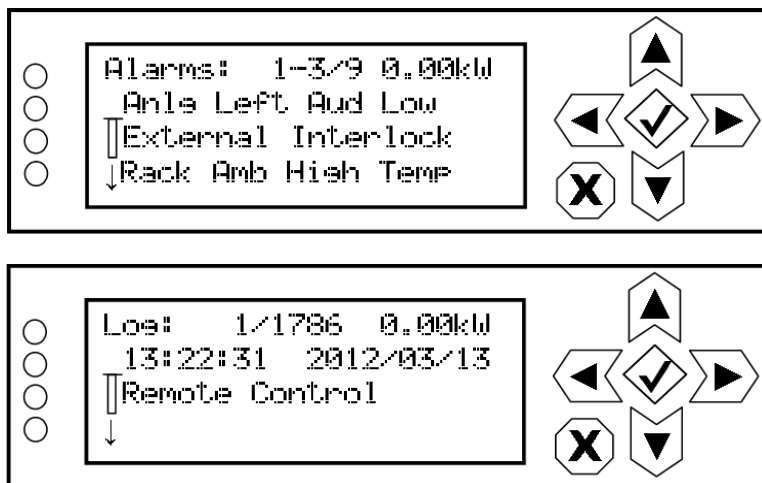 Alarms: 1-3/9 0.00kW
Anlg Left Aud Low
External Interlock
↓Rack Amb High Temp
Log: 1/1786 0.00kW
13:22:31 2012/03/13
Remote Control
↓